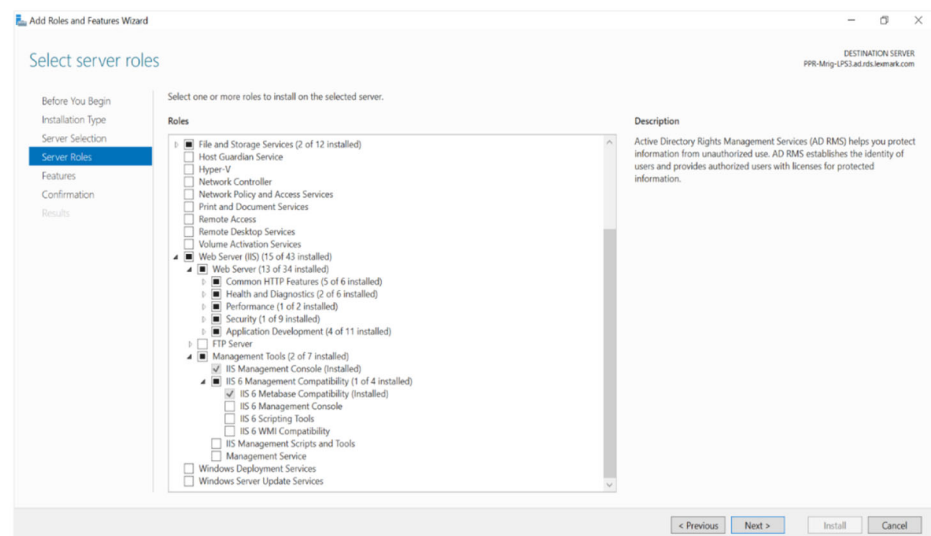 Add Roles and Features Wizard
Select server roles
DESTINATION SERVER
PPR-Mrig-LPS3.ad.rds.lexmark.com
Before You Begin
Installation Type
Server Selection
Server Roles
Features
Confirmation
Results
Select one or more roles to install on the selected server.
Roles
File and Storage Services (2 of 12 installed)
Host Guardian Service
Hyper-V
Network Controller
Network Policy and Access Services
Print and Document Services
Remote Access
Remote Desktop Services
Volume Activation Services
Web Server (IIS) (15 of 43 installed)
Web Server (13 of 34 installed)
Common HTTP Features (5 of 6 installed)
Health and Diagnostics (2 of 6 installed)
Performance (1 of 2 installed)
Security (1 of 9 installed)
Application Development (4 of 11 installed)
FTP Server
Management Tools (2 of 7 installed)
IIS Management Console (Installed)
IIS 6 Management Compatibility (1 of 4 installed)
IIS 6 Metabase Compatibility (Installed)
IIS 6 Management Console
IIS 6 Scripting Tools
IIS 6 WMI Compatibility
IIS Management Scripts and Tools
Management Service
Windows Deployment Services
Windows Server Update Services
Description
Active Directory Rights Management Services (AD RMS) helps you protect
information from unauthorized use. AD RMS establishes the identity of
users and provides authorized users with licenses for protected
information.
< Previous
Next >
Install
Cancel